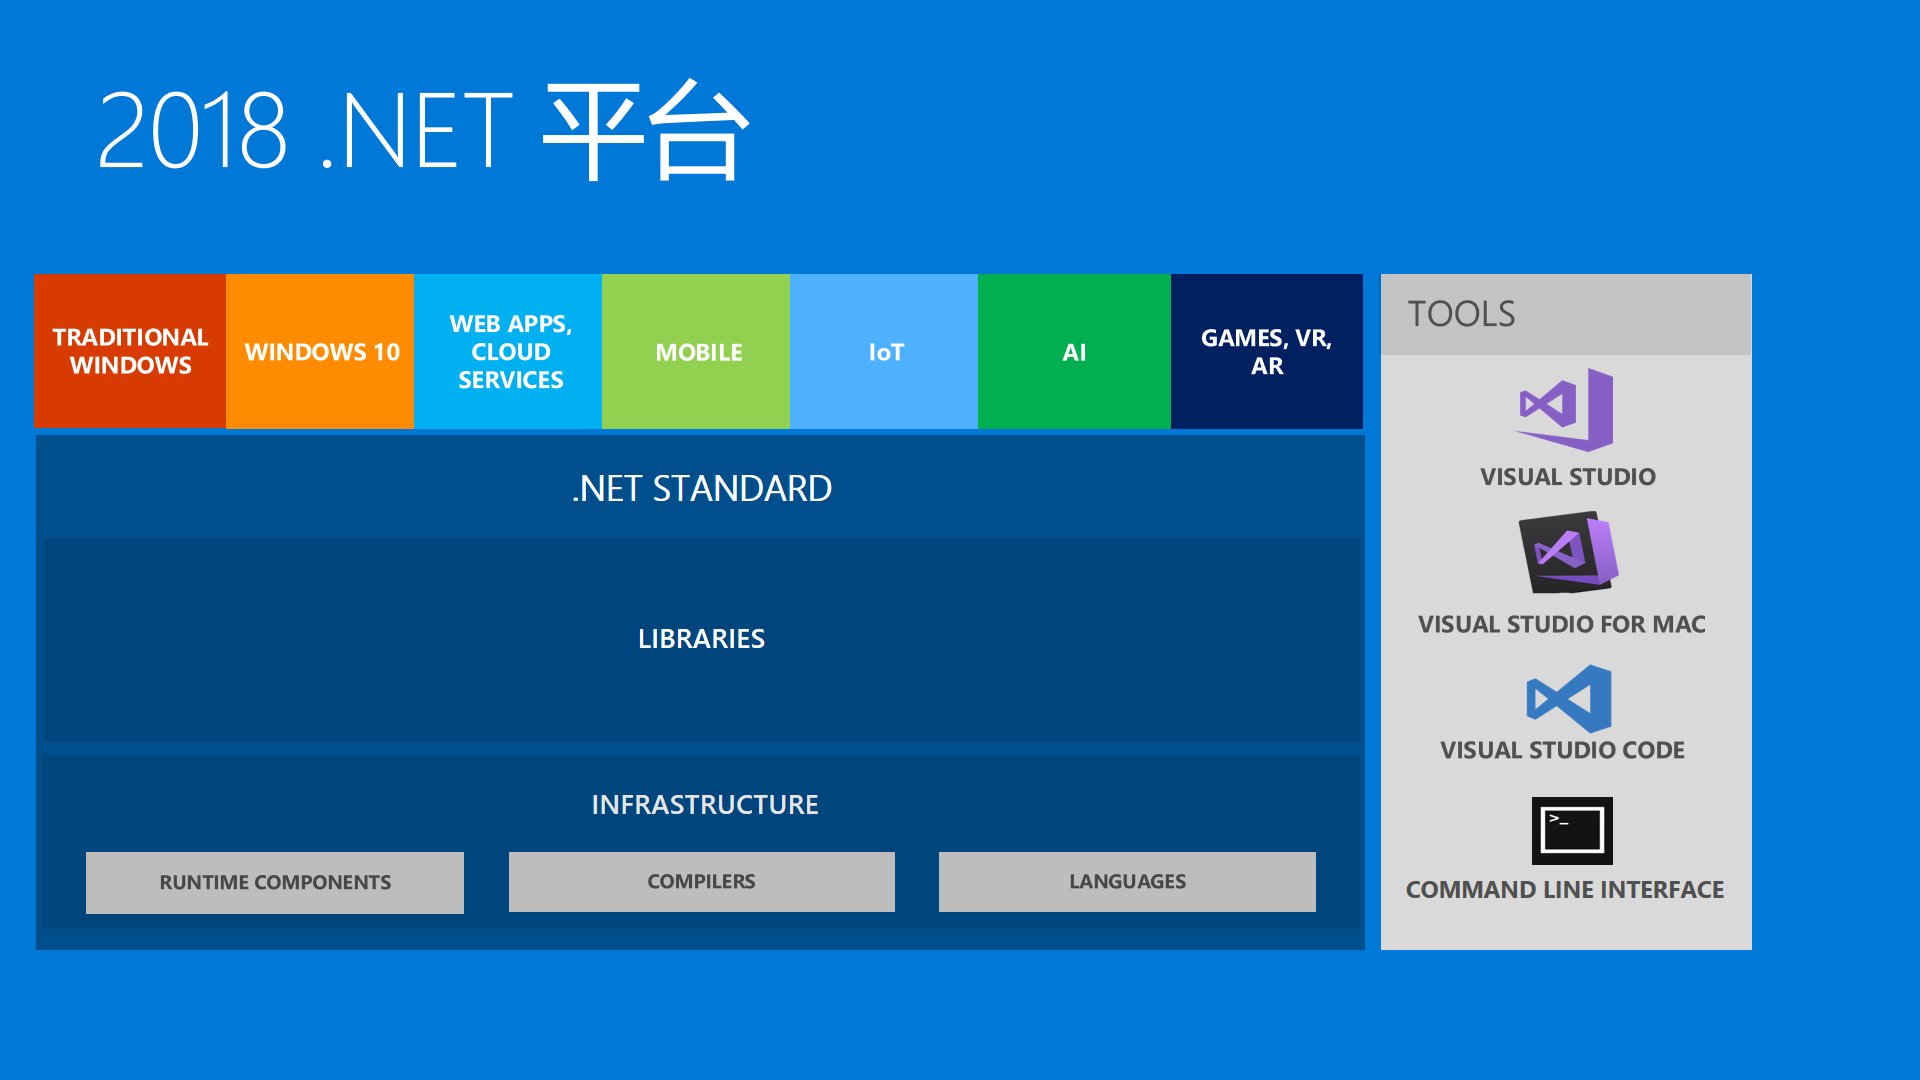 2018 .NET 平台
TRADITIONAL
WINDOWS
WINDOWS 10
WEB APPS,
CLOUD
SERVICES
MOBILE
IoT
AI
GAMES, VR,
AR
.NET STANDARD
LIBRARIES
INFRASTRUCTURE
RUNTIME COMPONENTS
COMPILERS
LANGUAGES
TOOLS
VISUAL STUDIO
VISUAL STUDIO FOR MAC
VISUAL STUDIO CODE
>_
COMMAND LINE INTERFACE